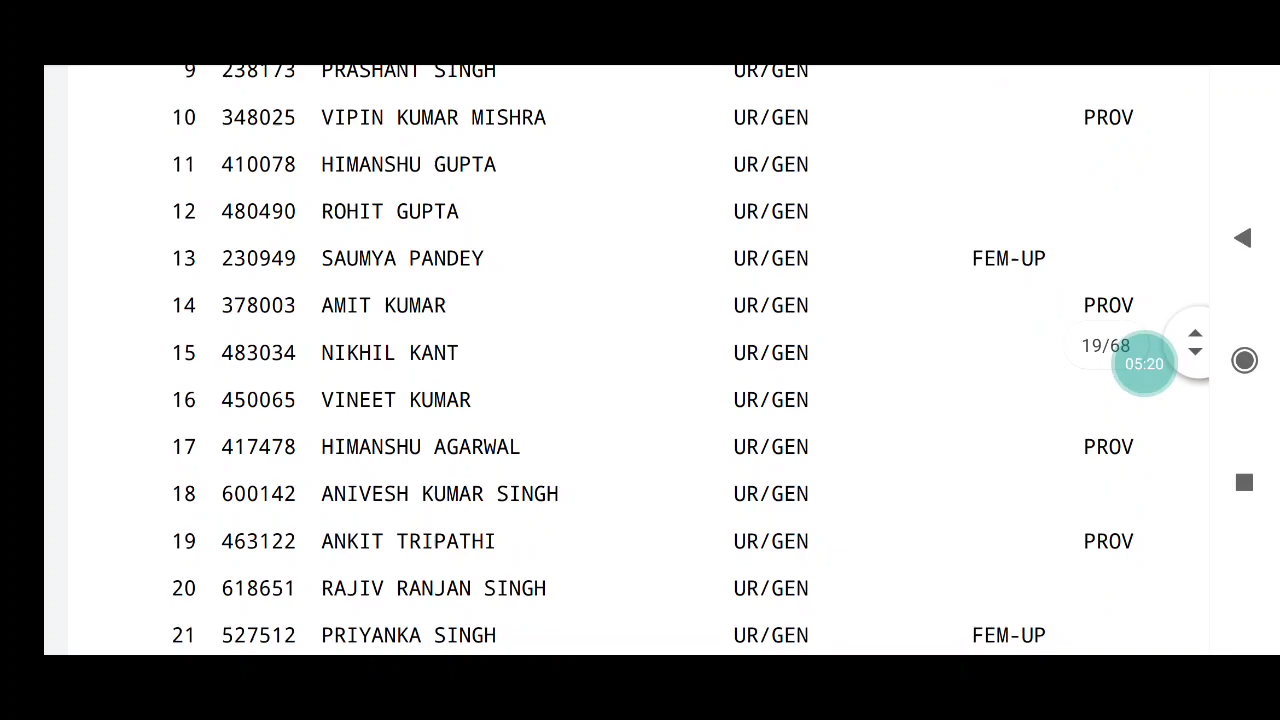 9 238173 PRASHANT SINGH UR/GEN
10 348025 VIPIN KUMAR MISHRA UR/GEN PROV
11 410078 HIMANSHU GUPTA UR/GEN
12 480490 ROHIT GUPTA UR/GEN
13 230949 SAUMYA PANDEY UR/GEN FEM-UP
14 378003 AMIT KUMAR UR/GEN PROV
19/68
05:20
15 483034 NIKHIL KANT UR/GEN
16 450065 VINEET KUMAR UR/GEN
17 417478 HIMANSHU AGARWAL UR/GEN PROV
18 600142 ANIVESH KUMAR SINGH UR/GEN
19 463122 ANKIT TRIPATHI UR/GEN PROV
20 618651 RAJIV RANJAN SINGH UR/GEN
21 527512 PRIYANKA SINGH UR/GEN FEM-UP